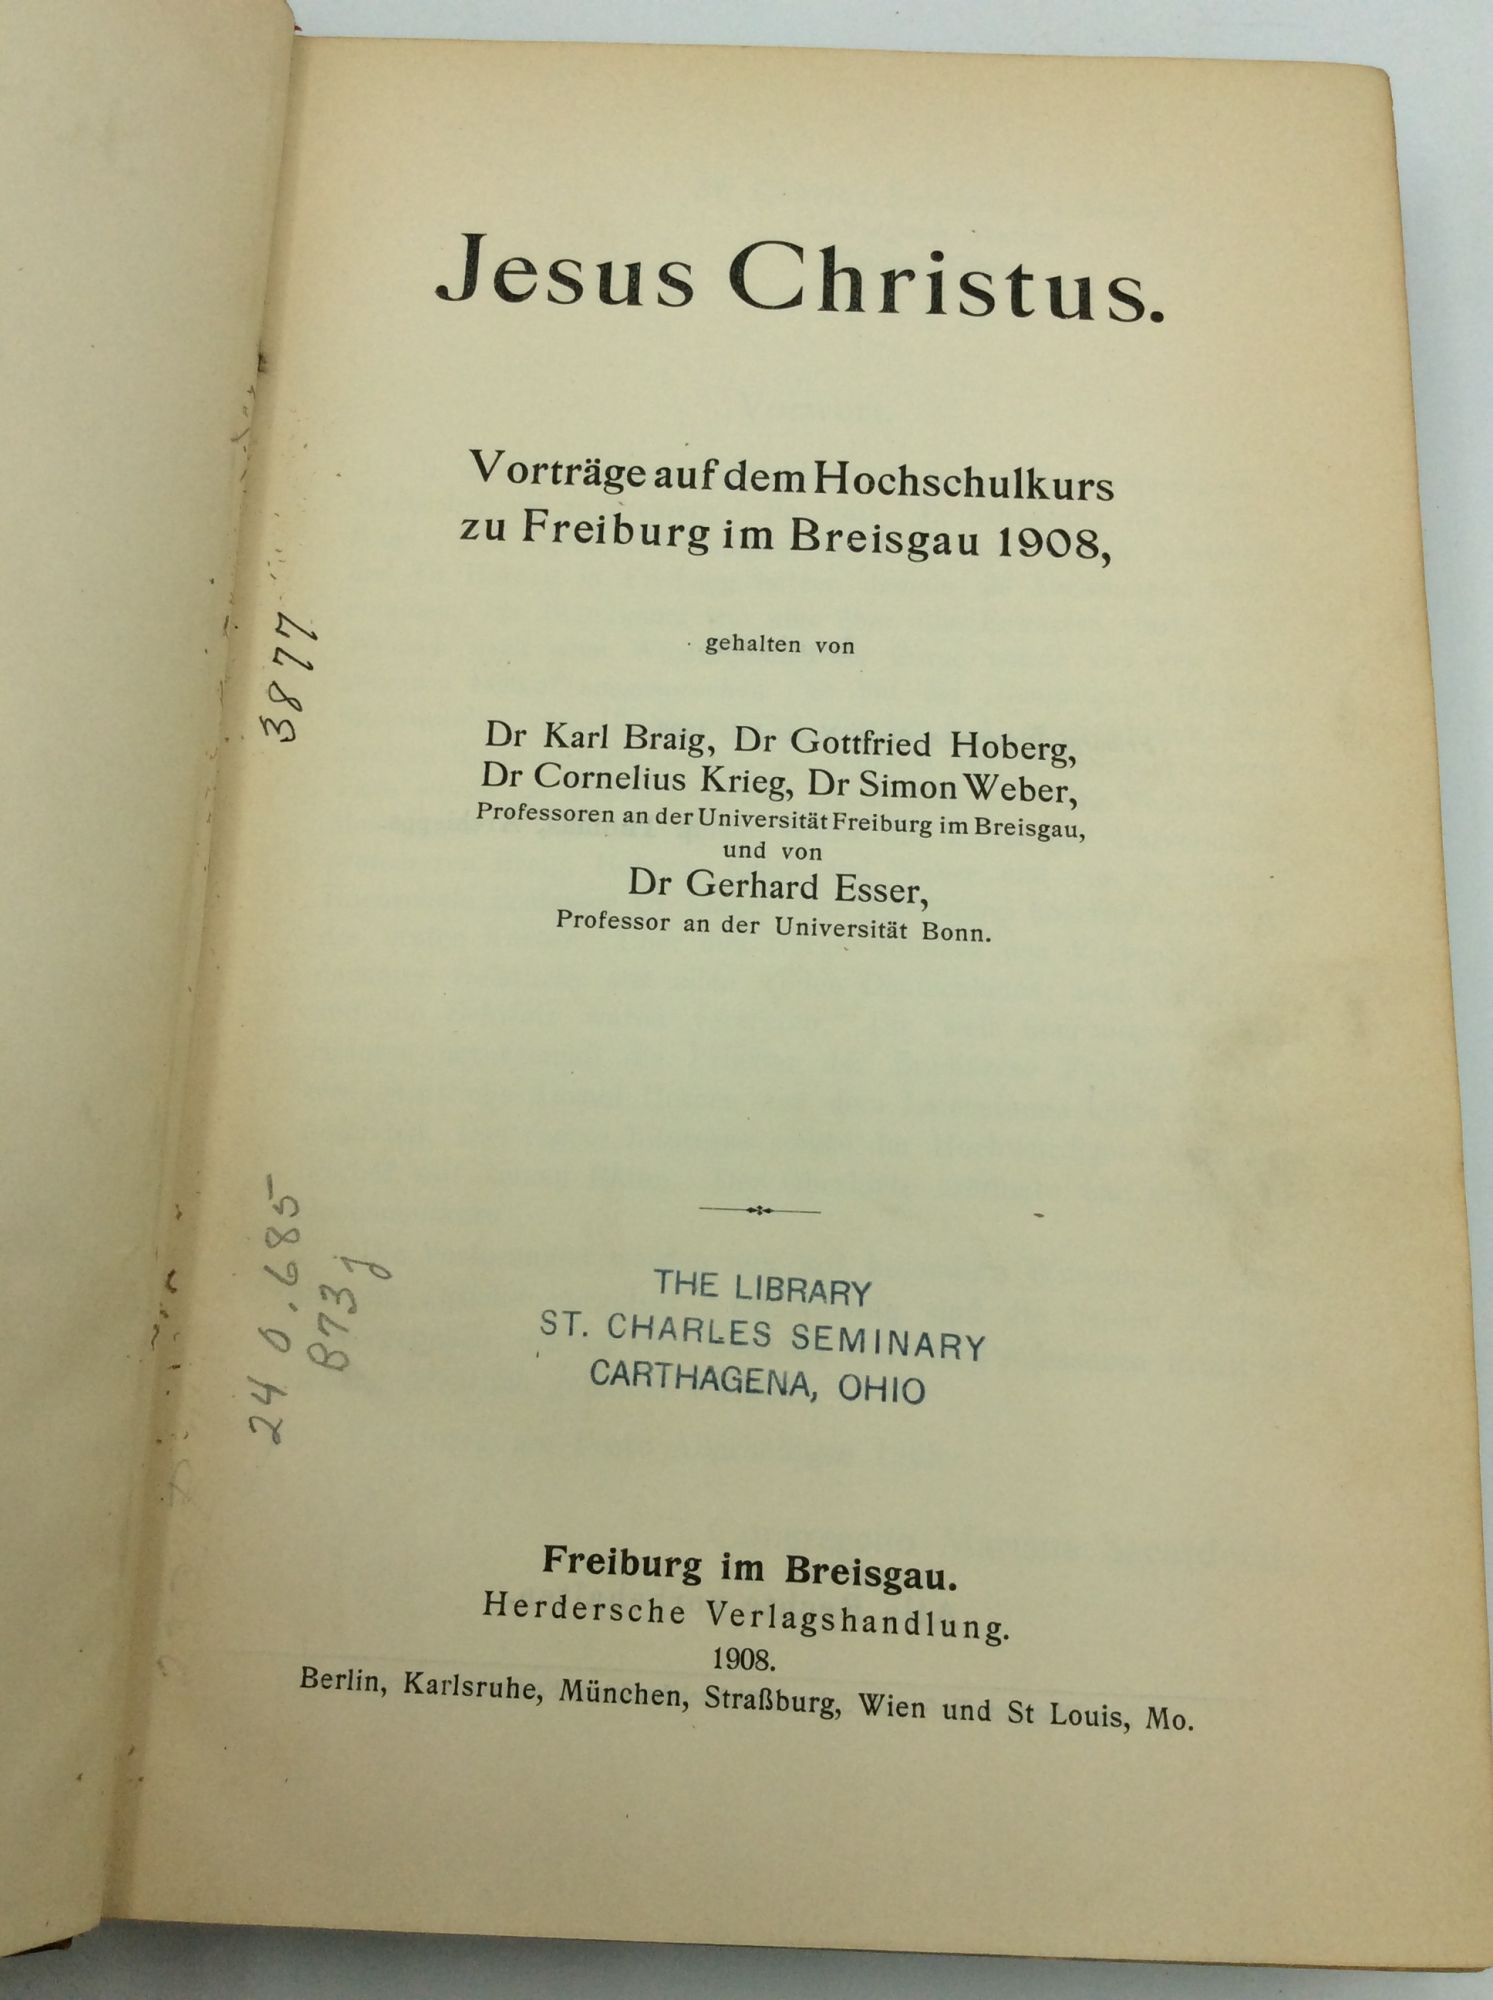 Jesus Christus.
Vorträge auf dem Hochschulkurs
zu Freiburg im Breisgau 1908,
gehalten von
Dr Karl Braig, Dr Gottfried Hoberg,
Dr Cornelius Krieg, Dr Simon Weber,
Professoren an der Universität Freiburg im Breisgau,
und von
Dr Gerhard Esser,
Professor an der Universität Bonn.
3877
240.685
B73j
THE LIBRARY
ST. CHARLES SEMINARY
CARTHAGENA, OHIO
Freiburg im Breisgau.
Herdersche Verlagshandlung.
1908.
Berlin, Karlsruhe, München, Straßburg, Wien und St Louis, Mo.